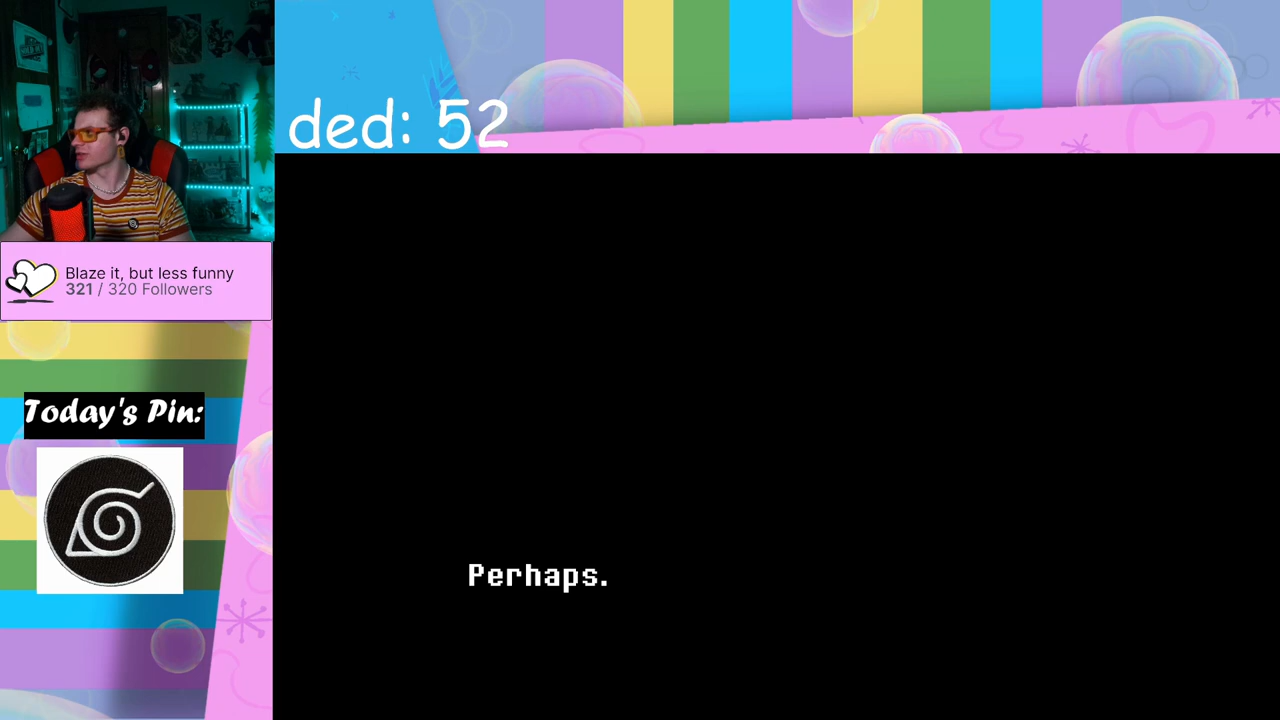 ded: 52
Blaze it, but less funny
321 / 320 Followers
Today's Pin:
Perhaps.